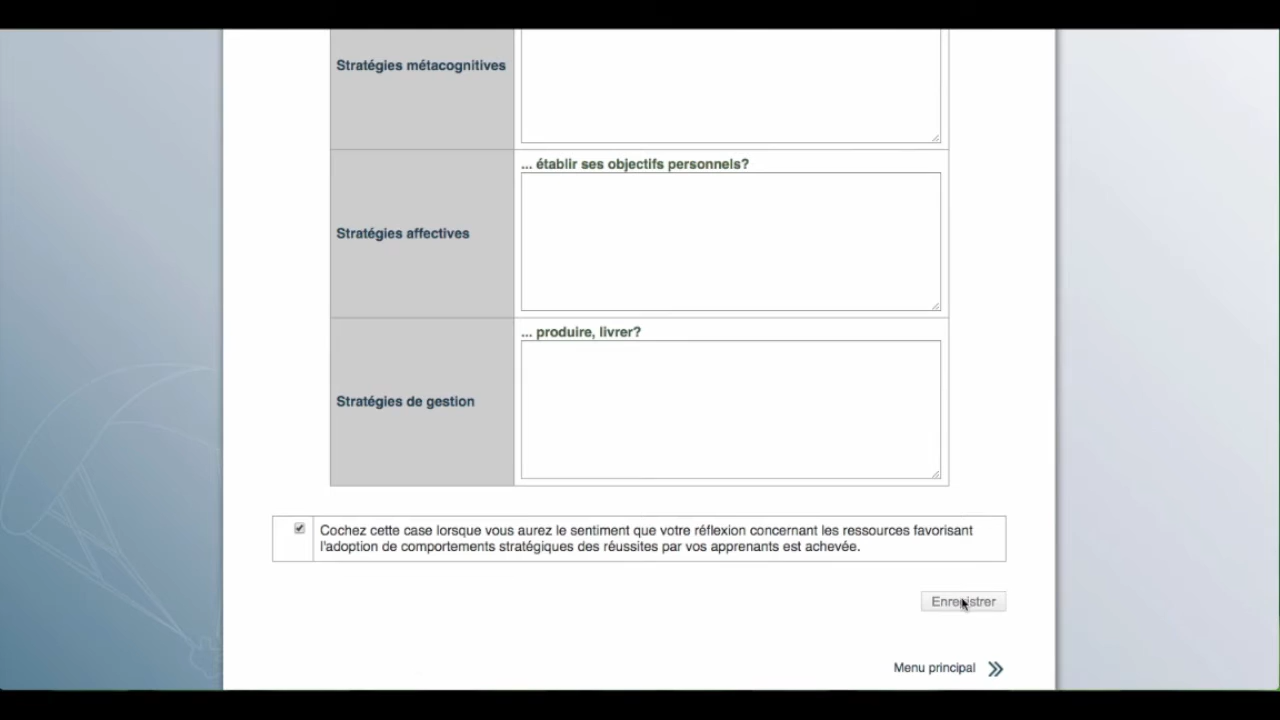 Stratégies métacognitives
... établir ses objectifs personnels?
Stratégies affectives
... produire, livrer?
Stratégies de gestion
Cochez cette case lorsque vous aurez le sentiment que votre réflexion concernant les ressources favorisant
l'adoption de comportements stratégiques des réussites par vos apprenants est achevée.
Enregistrer
Menu principal